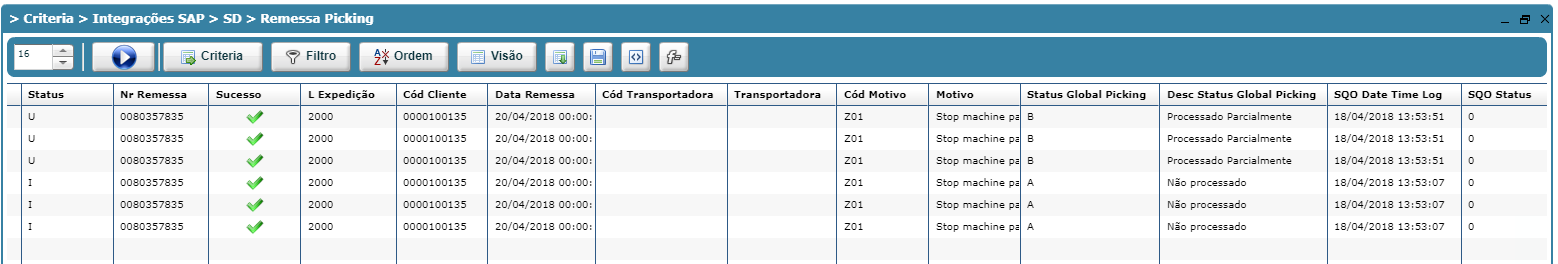 > Criteria > Integrações SAP > SD > Remessa Picking
16 Criteria Filtro Ordem Visão
Status Nr Remessa Sucesso L Expedição Cód Cliente Data Remessa Cód Transportadora Transportadora Cód Motivo Motivo Status Global Picking Desc Status Global Picking SQO Date Time Log SQO Status
U 0080357835 2000 0000100135 20/04/2018 00:00: Z01 Stop machine pa B Processado Parcialmente 18/04/2018 13:53:51 0
U 0080357835 2000 0000100135 20/04/2018 00:00: Z01 Stop machine pa B Processado Parcialmente 18/04/2018 13:53:51 0
U 0080357835 2000 0000100135 20/04/2018 00:00: Z01 Stop machine pa B Processado Parcialmente 18/04/2018 13:53:51 0
I 0080357835 2000 0000100135 20/04/2018 00:00: Z01 Stop machine pa A Não processado 18/04/2018 13:53:07 0
I 0080357835 2000 0000100135 20/04/2018 00:00: Z01 Stop machine pa A Não processado 18/04/2018 13:53:07 0
I 0080357835 2000 0000100135 20/04/2018 00:00: Z01 Stop machine pa A Não processado 18/04/2018 13:53:07 0